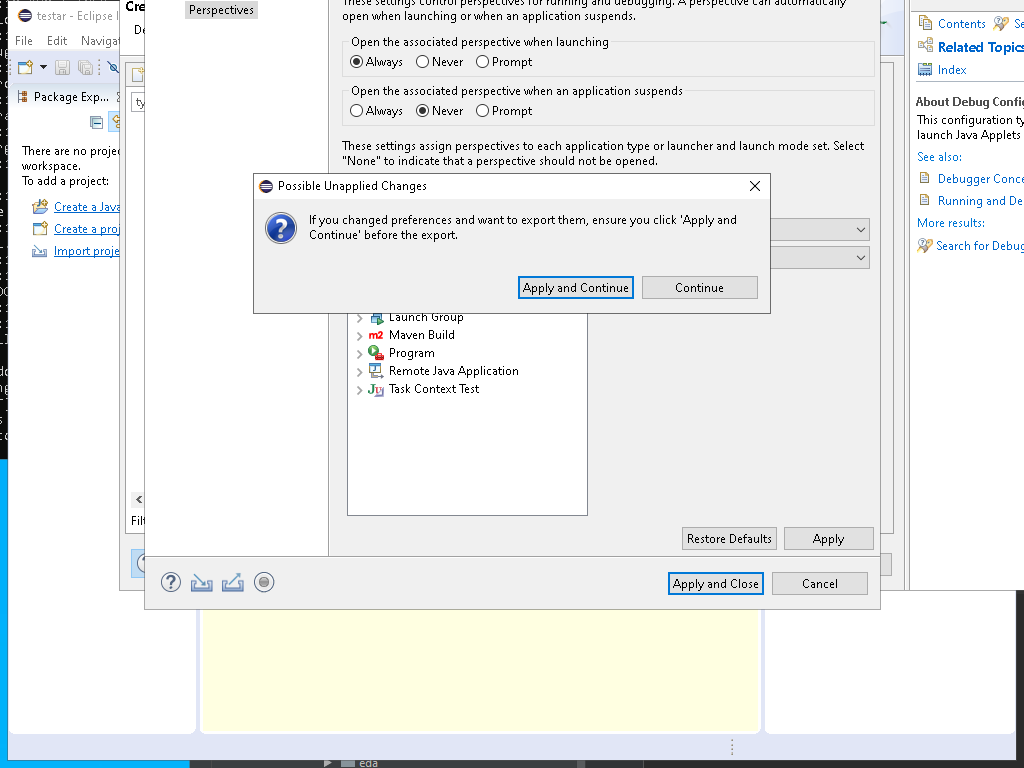 testar - Eclipse I
File Edit Navigat
Package Exp...
There are no proje
workspace.
To add a project:
Create a Java
Create a proj
Import proje
Cre
De
ty
Filt
Perspectives
These settings control perspectives for running and debugging. A perspective can automatically
open when launching or when an application suspends.
Open the associated perspective when launching
Always Never Prompt
Open the associated perspective when an application suspends
Always Never Prompt
These settings assign perspectives to each application type or launcher and launch mode set. Select
"None" to indicate that a perspective should not be opened.
Possible Unapplied Changes
If you changed preferences and want to export them, ensure you click 'Apply and
Continue' before the export.
Apply and Continue Continue
Launch Group
Maven Build
Program
Remote Java Application
Task Context Test
Restore Defaults Apply
Apply and Close Cancel
Contents Se
Related Topics
Index
About Debug Config
This configuration ty
launch Java Applets
See also:
Debugger Conce
Running and De
More results:
Search for Debug
eda